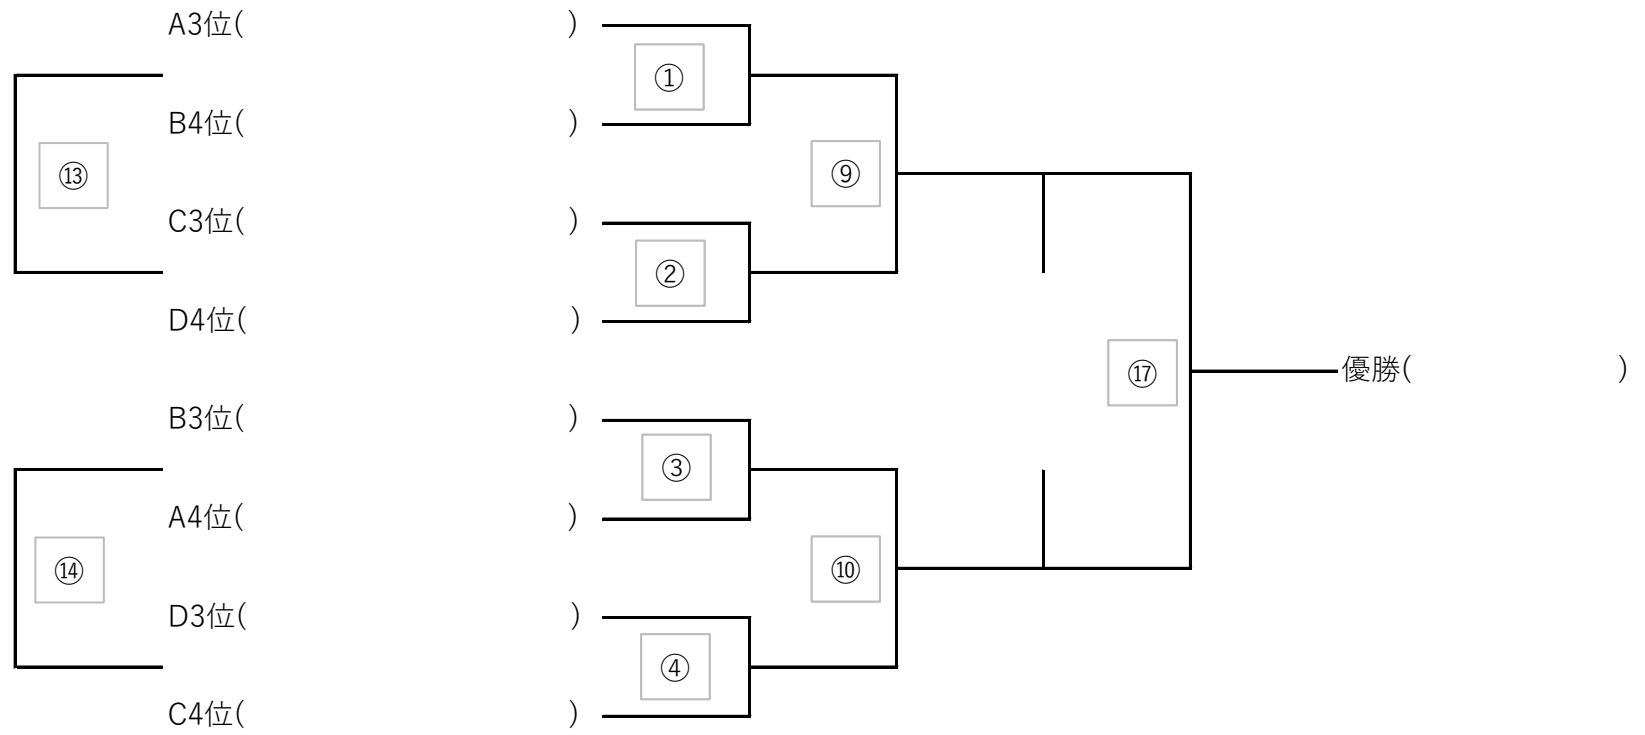 A3位( )
①
B4位( )
⑬
⑨
C3位( )
②
D4位( )
⑰
優勝( )
B3位( )
③
A4位( )
⑭
⑩
D3位( )
④
C4位( )